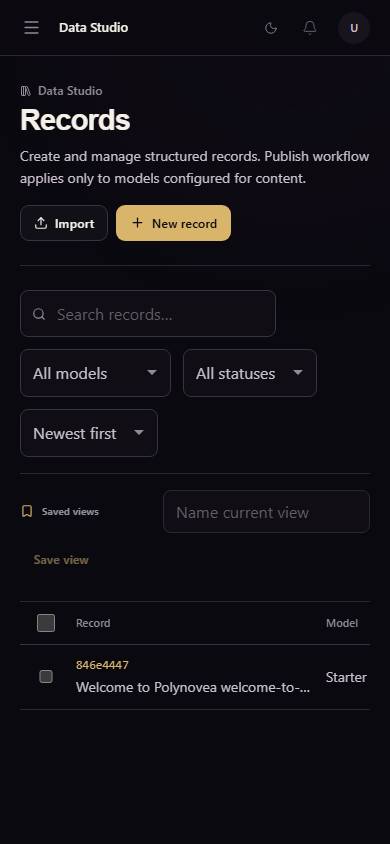 Data Studio
U
Data Studio
Records
Create and manage structured records. Publish workflow
applies only to models configured for content.
Import
New record
Search records...
All models
All statuses
Newest first
Saved views
Name current view
Save view
Record
Model
846e4447
Welcome to Polynovea welcome-to-...
Starter